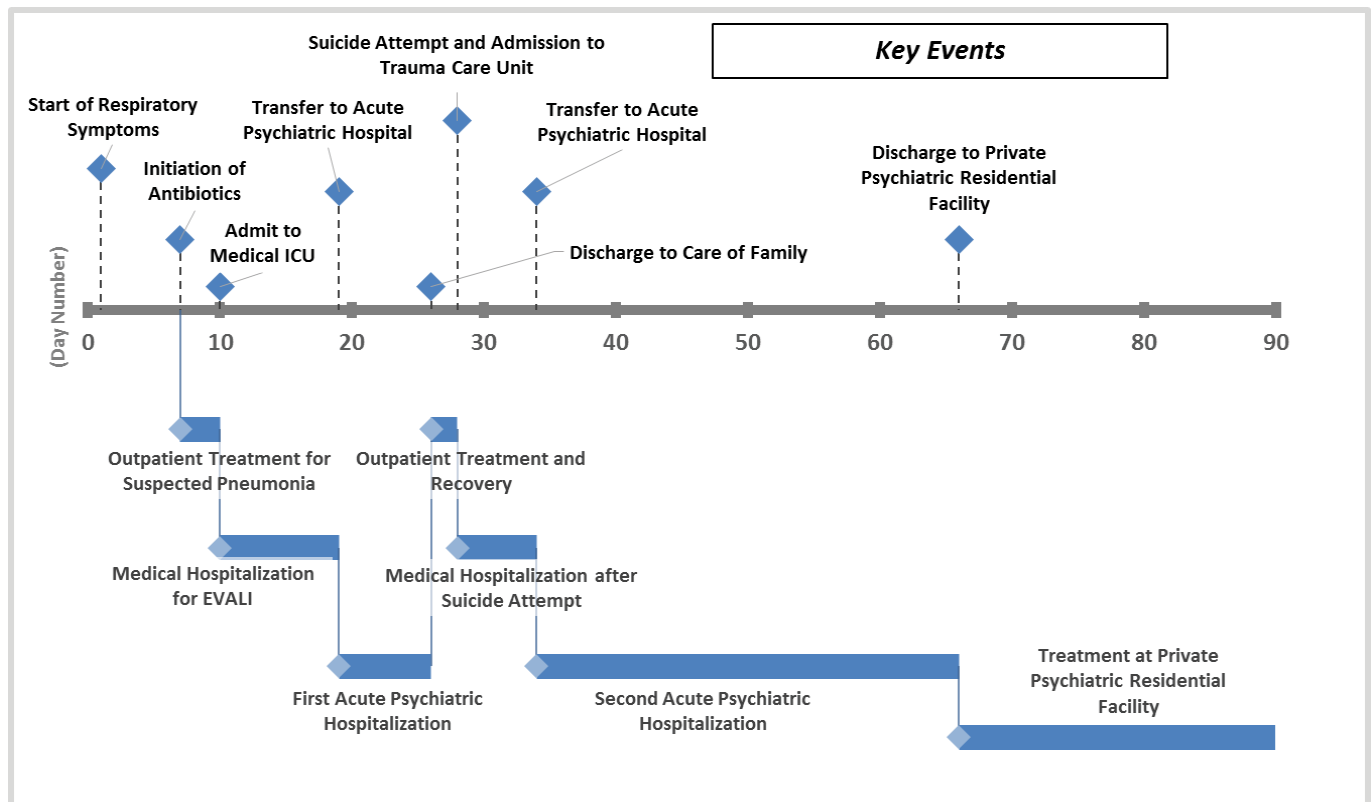 Suicide Attempt and Admission to
Trauma Care Unit
Key Events
Start of Respiratory
Symptoms
Transfer to Acute
Psychiatric Hospital
Transfer to Acute
Psychiatric Hospital
Initiation of
Antibiotics
Discharge to Private
Psychiatric Residential
Facility
Admit to
Medical ICU
Discharge to Care of Family
(Day Number)
0 10 20 30 40 50 60 70 80 90
Outpatient Treatment for
Suspected Pneumonia
Outpatient Treatment and
Recovery
Medical Hospitalization
for EVALI
Medical Hospitalization after
Suicide Attempt
First Acute Psychiatric
Hospitalization
Second Acute Psychiatric
Hospitalization
Treatment at Private
Psychiatric Residential
Facility